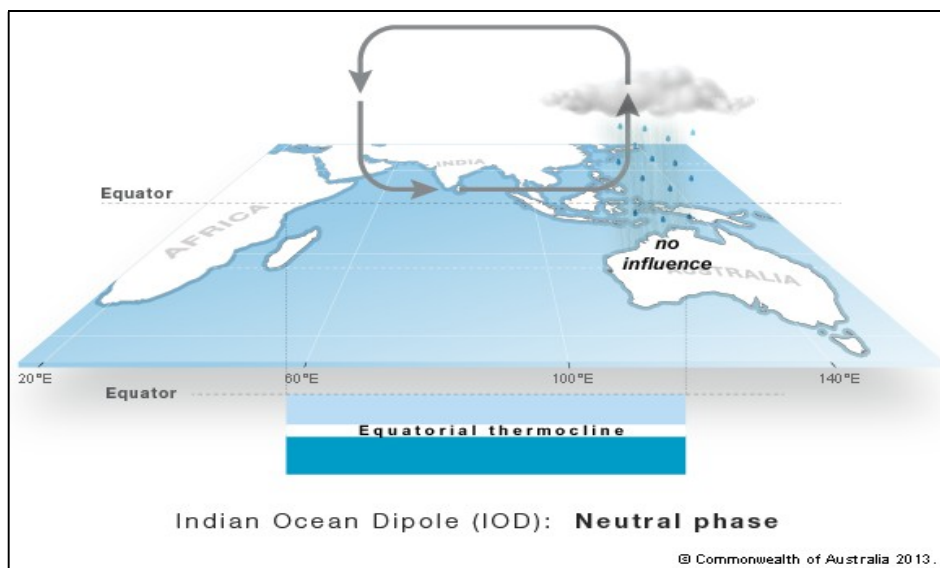 INDIA
Equator
AFRICA
no
influence
AUSTRALIA
20°E
60°E
100°E
140°E
Equator
Equatorial thermocline
Indian Ocean Dipole (IOD): Neutral phase
© Commonwealth of Australia 2013.